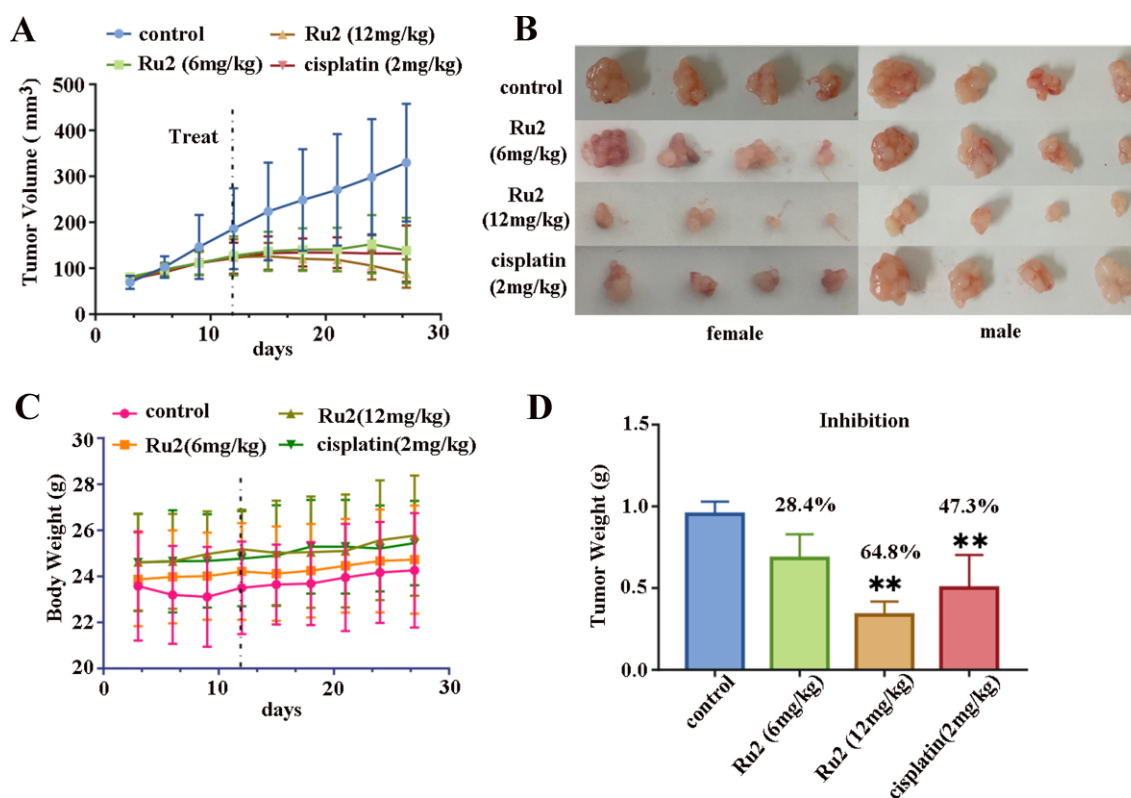 A
control
Ru2 (12mg/kg)
Ru2 (6mg/kg)
cisplatin (2mg/kg)
Tumor Volume ( mm3)
500
400
300
200
100
0
Treat
0
10
20
30
days
B
control
Ru2
(6mg/kg)
Ru2
(12mg/kg)
cisplatin
(2mg/kg)
female
male
C
control
Ru2(12mg/kg)
Ru2(6mg/kg)
cisplatin(2mg/kg)
Body Weight (g)
30
28
26
24
22
20
0
10
20
30
days
D
Inhibition
Tumor Weight (g)
1.5
1.0
0.5
0.0
28.4%
64.8%
**
47.3%
**
control
Ru2 (6mg/kg)
Ru2 (12mg/kg)
cisplatin(2mg/kg)